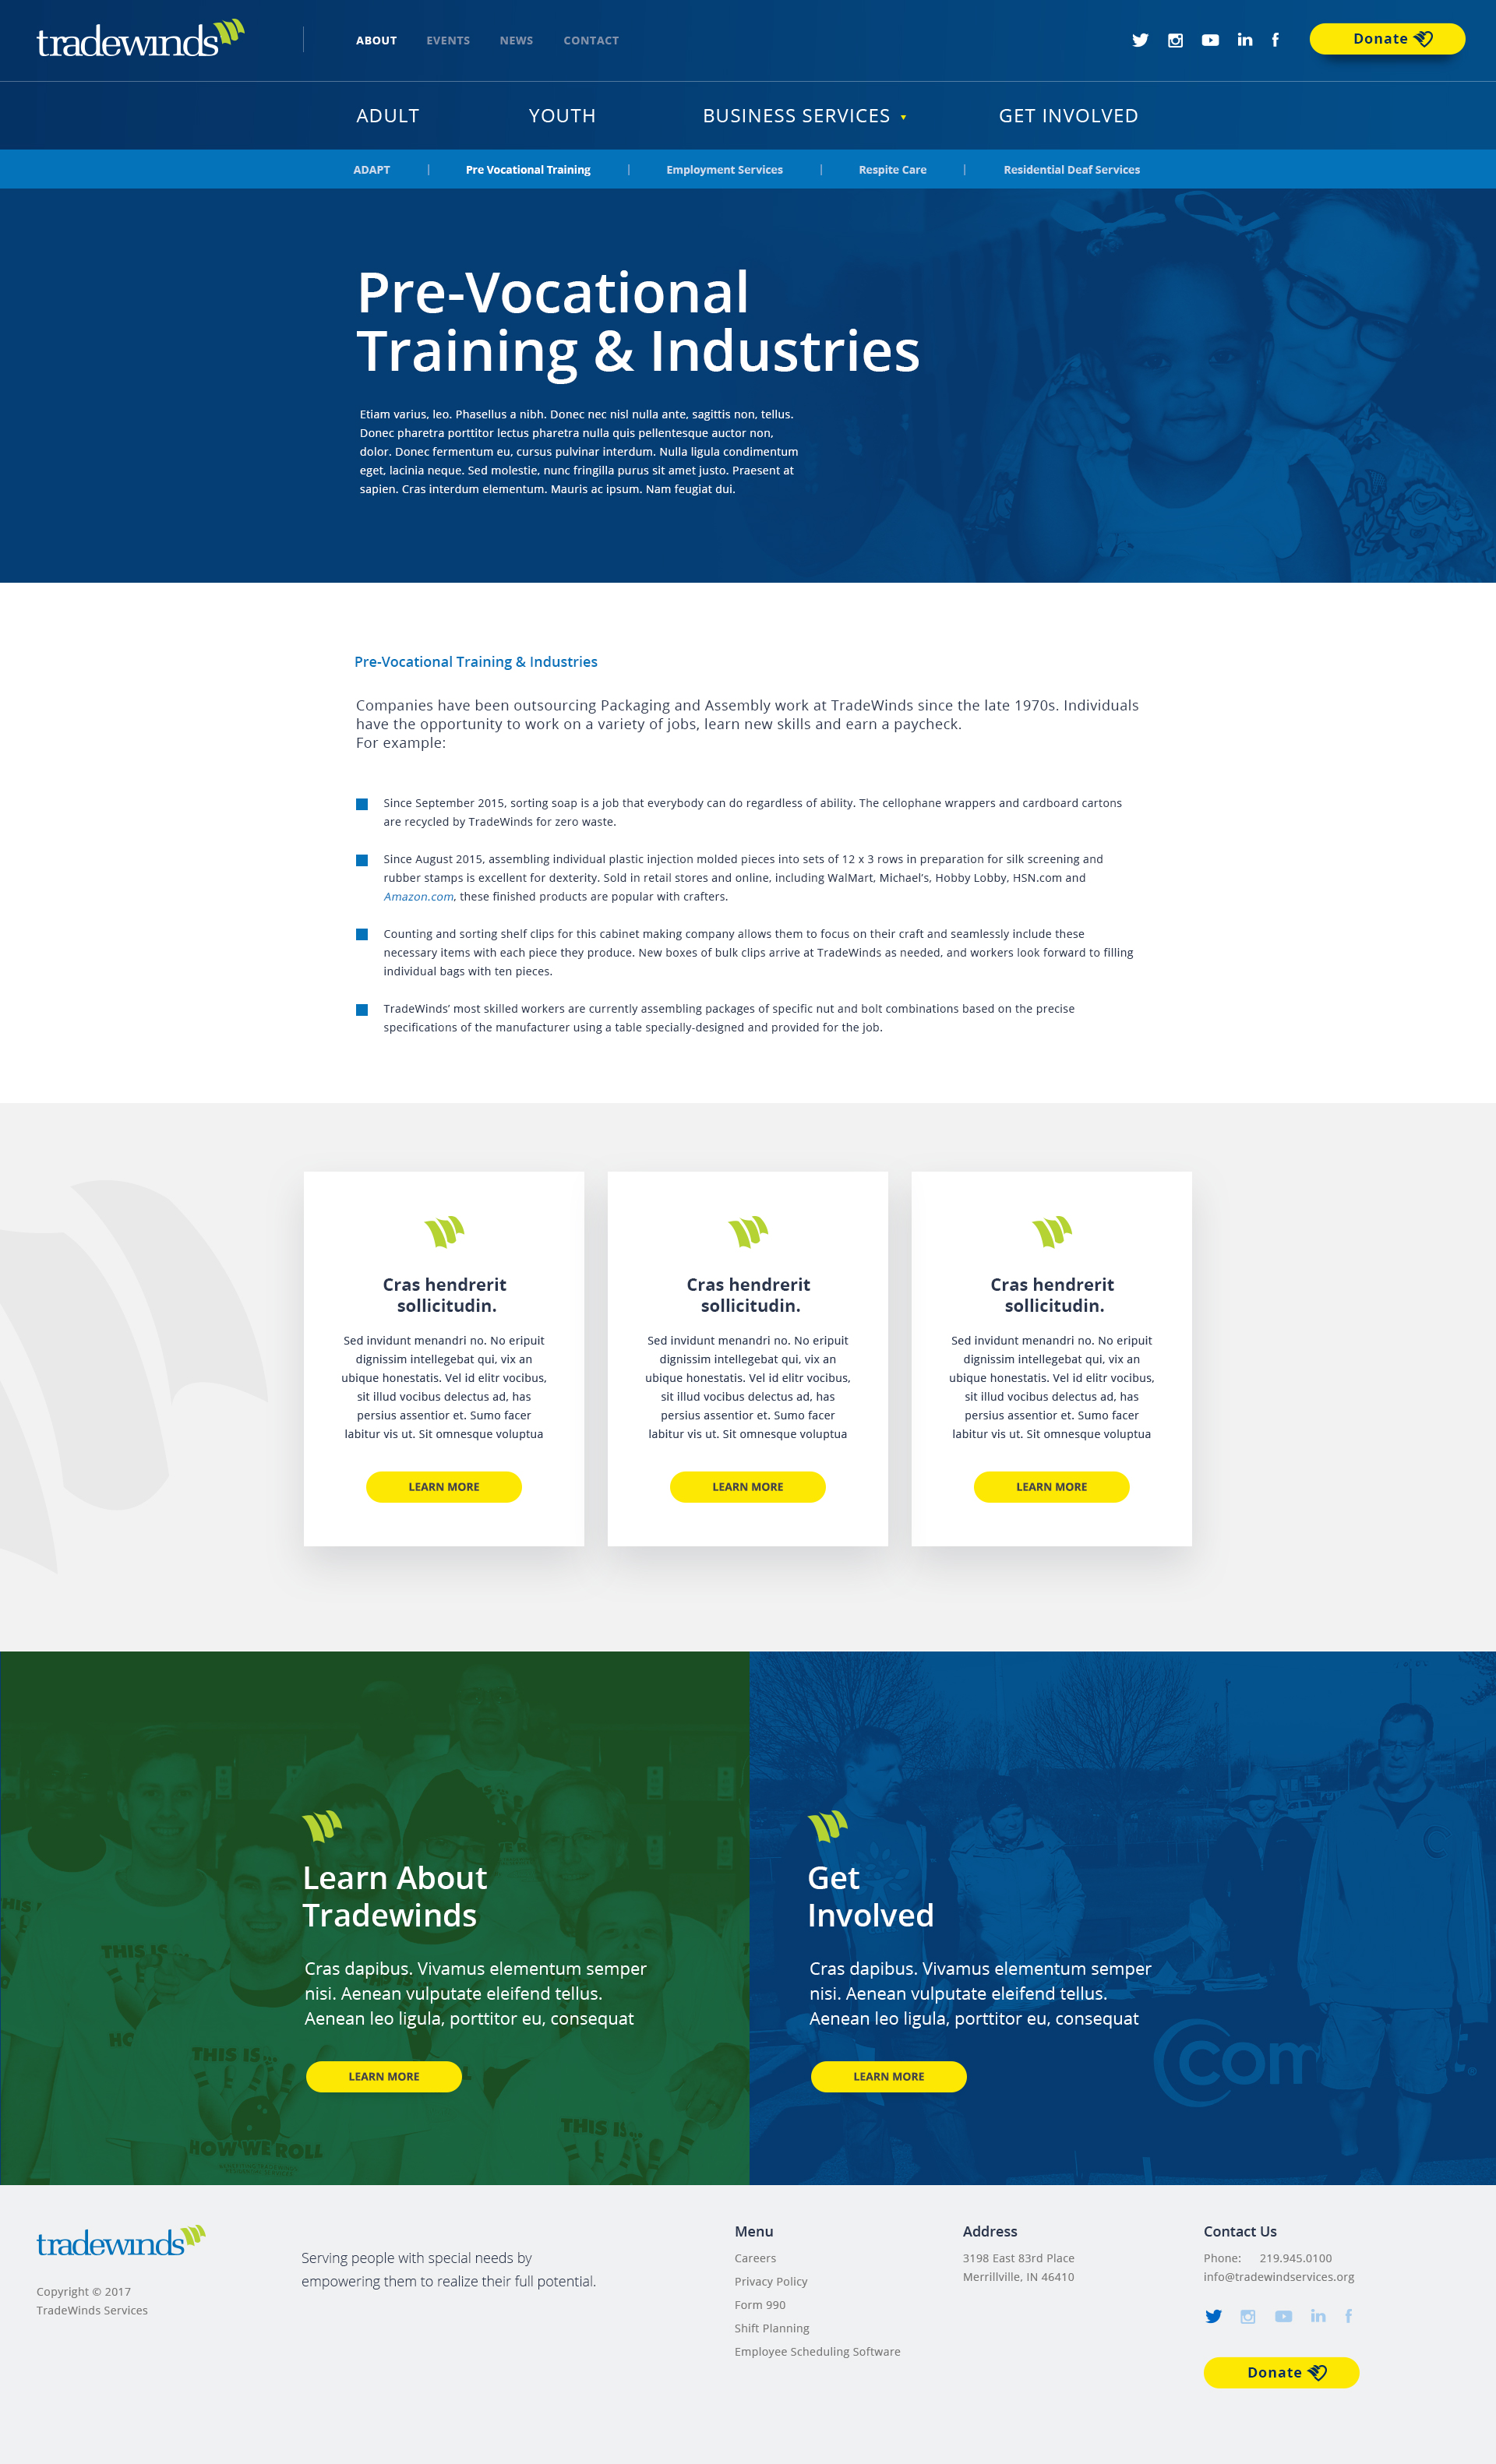 tradewinds
ABOUT EVENTS NEWS CONTACT
Donate
ADULT YOUTH BUSINESS SERVICES GET INVOLVED
ADAPT | Pre Vocational Training | Employment Services | Respite Care | Residential Deaf Services
Pre-Vocational
Training & Industries
Etiam varius, leo. Phasellus a nibh. Donec nec nisl nulla ante, sagittis non, tellus.
Donec pharetra porttitor lectus pharetra nulla quis pellentesque auctor non,
dolor. Donec fermentum eu, cursus pulvinar interdum. Nulla ligula condimentum
eget, lacinia neque. Sed molestie, nunc fringilla purus sit amet justo. Praesent at
sapien. Cras interdum elementum. Mauris ac ipsum. Nam feugiat dui.
Pre-Vocational Training & Industries
Companies have been outsourcing Packaging and Assembly work at TradeWinds since the late 1970s. Individuals
have the opportunity to work on a variety of jobs, learn new skills and earn a paycheck.
For example:
Since September 2015, sorting soap is a job that everybody can do regardless of ability. The cellophane wrappers and cardboard cartons
are recycled by TradeWinds for zero waste.
Since August 2015, assembling individual plastic injection molded pieces into sets of 12 x 3 rows in preparation for silk screening and
rubber stamps is excellent for dexterity. Sold in retail stores and online, including WalMart, Michael's, Hobby Lobby, HSN.com and
Amazon.com, these finished products are popular with crafters.
Counting and sorting shelf clips for this cabinet making company allows them to focus on their craft and seamlessly include these
necessary items with each piece they produce. New boxes of bulk clips arrive at TradeWinds as needed, and workers look forward to filling
individual bags with ten pieces.
TradeWinds' most skilled workers are currently assembling packages of specific nut and bolt combinations based on the precise
specifications of the manufacturer using a table specially-designed and provided for the job.
Cras hendrerit
sollicitudin.
Sed invidunt menandri no. No eripuit
dignissim intellegebat qui, vix an
ubique honestatis. Vel id elitr vocibus,
sit illud vocibus delectus ad, has
persius assentior et. Sumo facer
labitur vis ut. Sit omnesque voluptua
LEARN MORE
Cras hendrerit
sollicitudin.
Sed invidunt menandri no. No eripuit
dignissim intellegebat qui, vix an
ubique honestatis. Vel id elitr vocibus,
sit illud vocibus delectus ad, has
persius assentior et. Sumo facer
labitur vis ut. Sit omnesque voluptua
LEARN MORE
Cras hendrerit
sollicitudin.
Sed invidunt menandri no. No eripuit
dignissim intellegebat qui, vix an
ubique honestatis. Vel id elitr vocibus,
sit illud vocibus delectus ad, has
persius assentior et. Sumo facer
labitur vis ut. Sit omnesque voluptua
LEARN MORE
Learn About
Tradewinds
Cras dapibus. Vivamus elementum semper
nisi. Aenean vulputate eleifend tellus.
Aenean leo ligula, porttitor eu, consequat
LEARN MORE
THIS IS...
THIS IS...
THIS IS...
THIS IS...
HOW WE ROLL
Get
Involved
Cras dapibus. Vivamus elementum semper
nisi. Aenean vulputate eleifend tellus.
Aenean leo ligula, porttitor eu, consequat
LEARN MORE
Com
tradewinds
Copyright © 2017
TradeWinds Services
Serving people with special needs by
empowering them to realize their full potential.
Menu
Careers
Privacy Policy
Form 990
Shift Planning
Employee Scheduling Software
Address
3198 East 83rd Place
Merrillville, IN 46410
Contact Us
Phone: 219.945.0100
info@tradewindservices.org
Donate